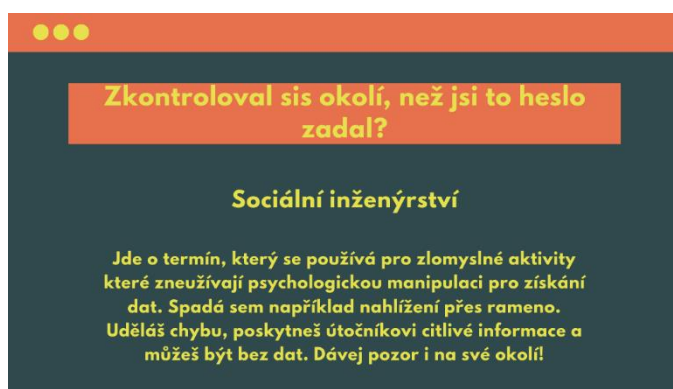 Zkontroloval sis okolí, než jsi to heslo
zadal?
Sociální inženýrství
Jde o termín, který se používá pro zlomyslné aktivity
které zneužívají psychologickou manipulaci pro získání
dat. Spadá sem například nahlížení přes rameno.
Uděláš chybu, poskytneš útočníkovi citlivé informace a
můžeš být bez dat. Dávej pozor i na své okolí!